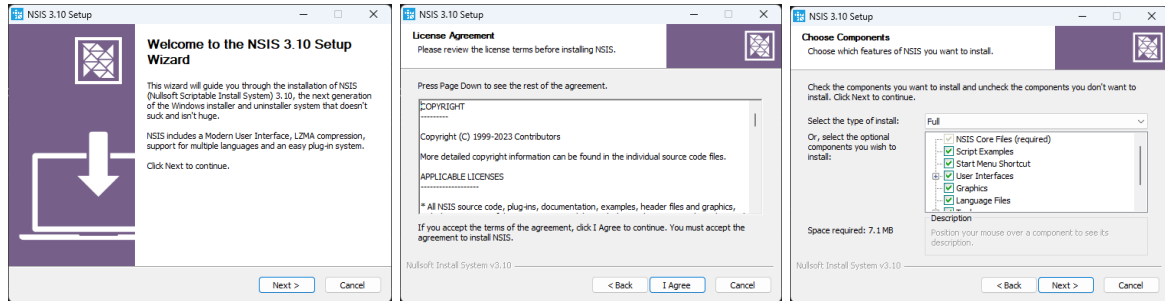 NSIS 3.10 Setup
Welcome to the NSIS 3.10 Setup
Wizard
This wizard will guide you through the installation of NSIS
(Nullsoft Scriptable Install System) 3.10, the next generation
of the Windows installer and uninstaller system that doesn't
suck and isn't huge.
NSIS includes a Modern User Interface, LZMA compression,
support for multiple languages and an easy plug-in system.
Click Next to continue.
Next >
Cancel
NSIS 3.10 Setup
License Agreement
Please review the license terms before installing NSIS.
Press Page Down to see the rest of the agreement.
COPYRIGHT
---------
Copyright (C) 1999-2023 Contributors
More detailed copyright information can be found in the individual source code files.
APPLICABLE LICENSES
-------------------
* All NSIS source code, plug-ins, documentation, examples, header files and graphics,
If you accept the terms of the agreement, click I Agree to continue. You must accept the
agreement to install NSIS.
Nullsoft Install System v3.10
< Back
I Agree
Cancel
NSIS 3.10 Setup
Choose Components
Choose which features of NSIS you want to install.
Check the components you want to install and uncheck the components you don't want to
install. Click Next to continue.
Select the type of install:
Full
Or, select the optional
components you wish to
install:
NSIS Core Files (required)
Script Examples
Start Menu Shortcut
User Interfaces
Graphics
Language Files
Space required: 7.1 MB
Description
Position your mouse over a component to see its
description.
Nullsoft Install System v3.10
< Back
Next >
Cancel